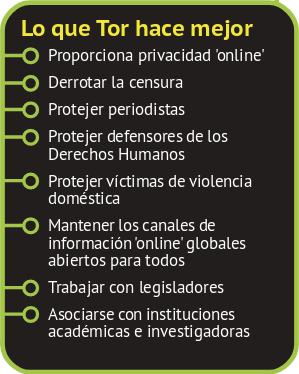 Lo que Tor hace mejor
Proporciona privacidad 'online'
Derrotar la censura
Protejer periodistas
Protejer defensores de los
Derechos Humanos
Protejer víctimas de violencia
doméstica
Mantener los canales de
información 'online' globales
abiertos para todos
Trabajar con legisladores
Asociarse con instituciones
académicas e investigadoras